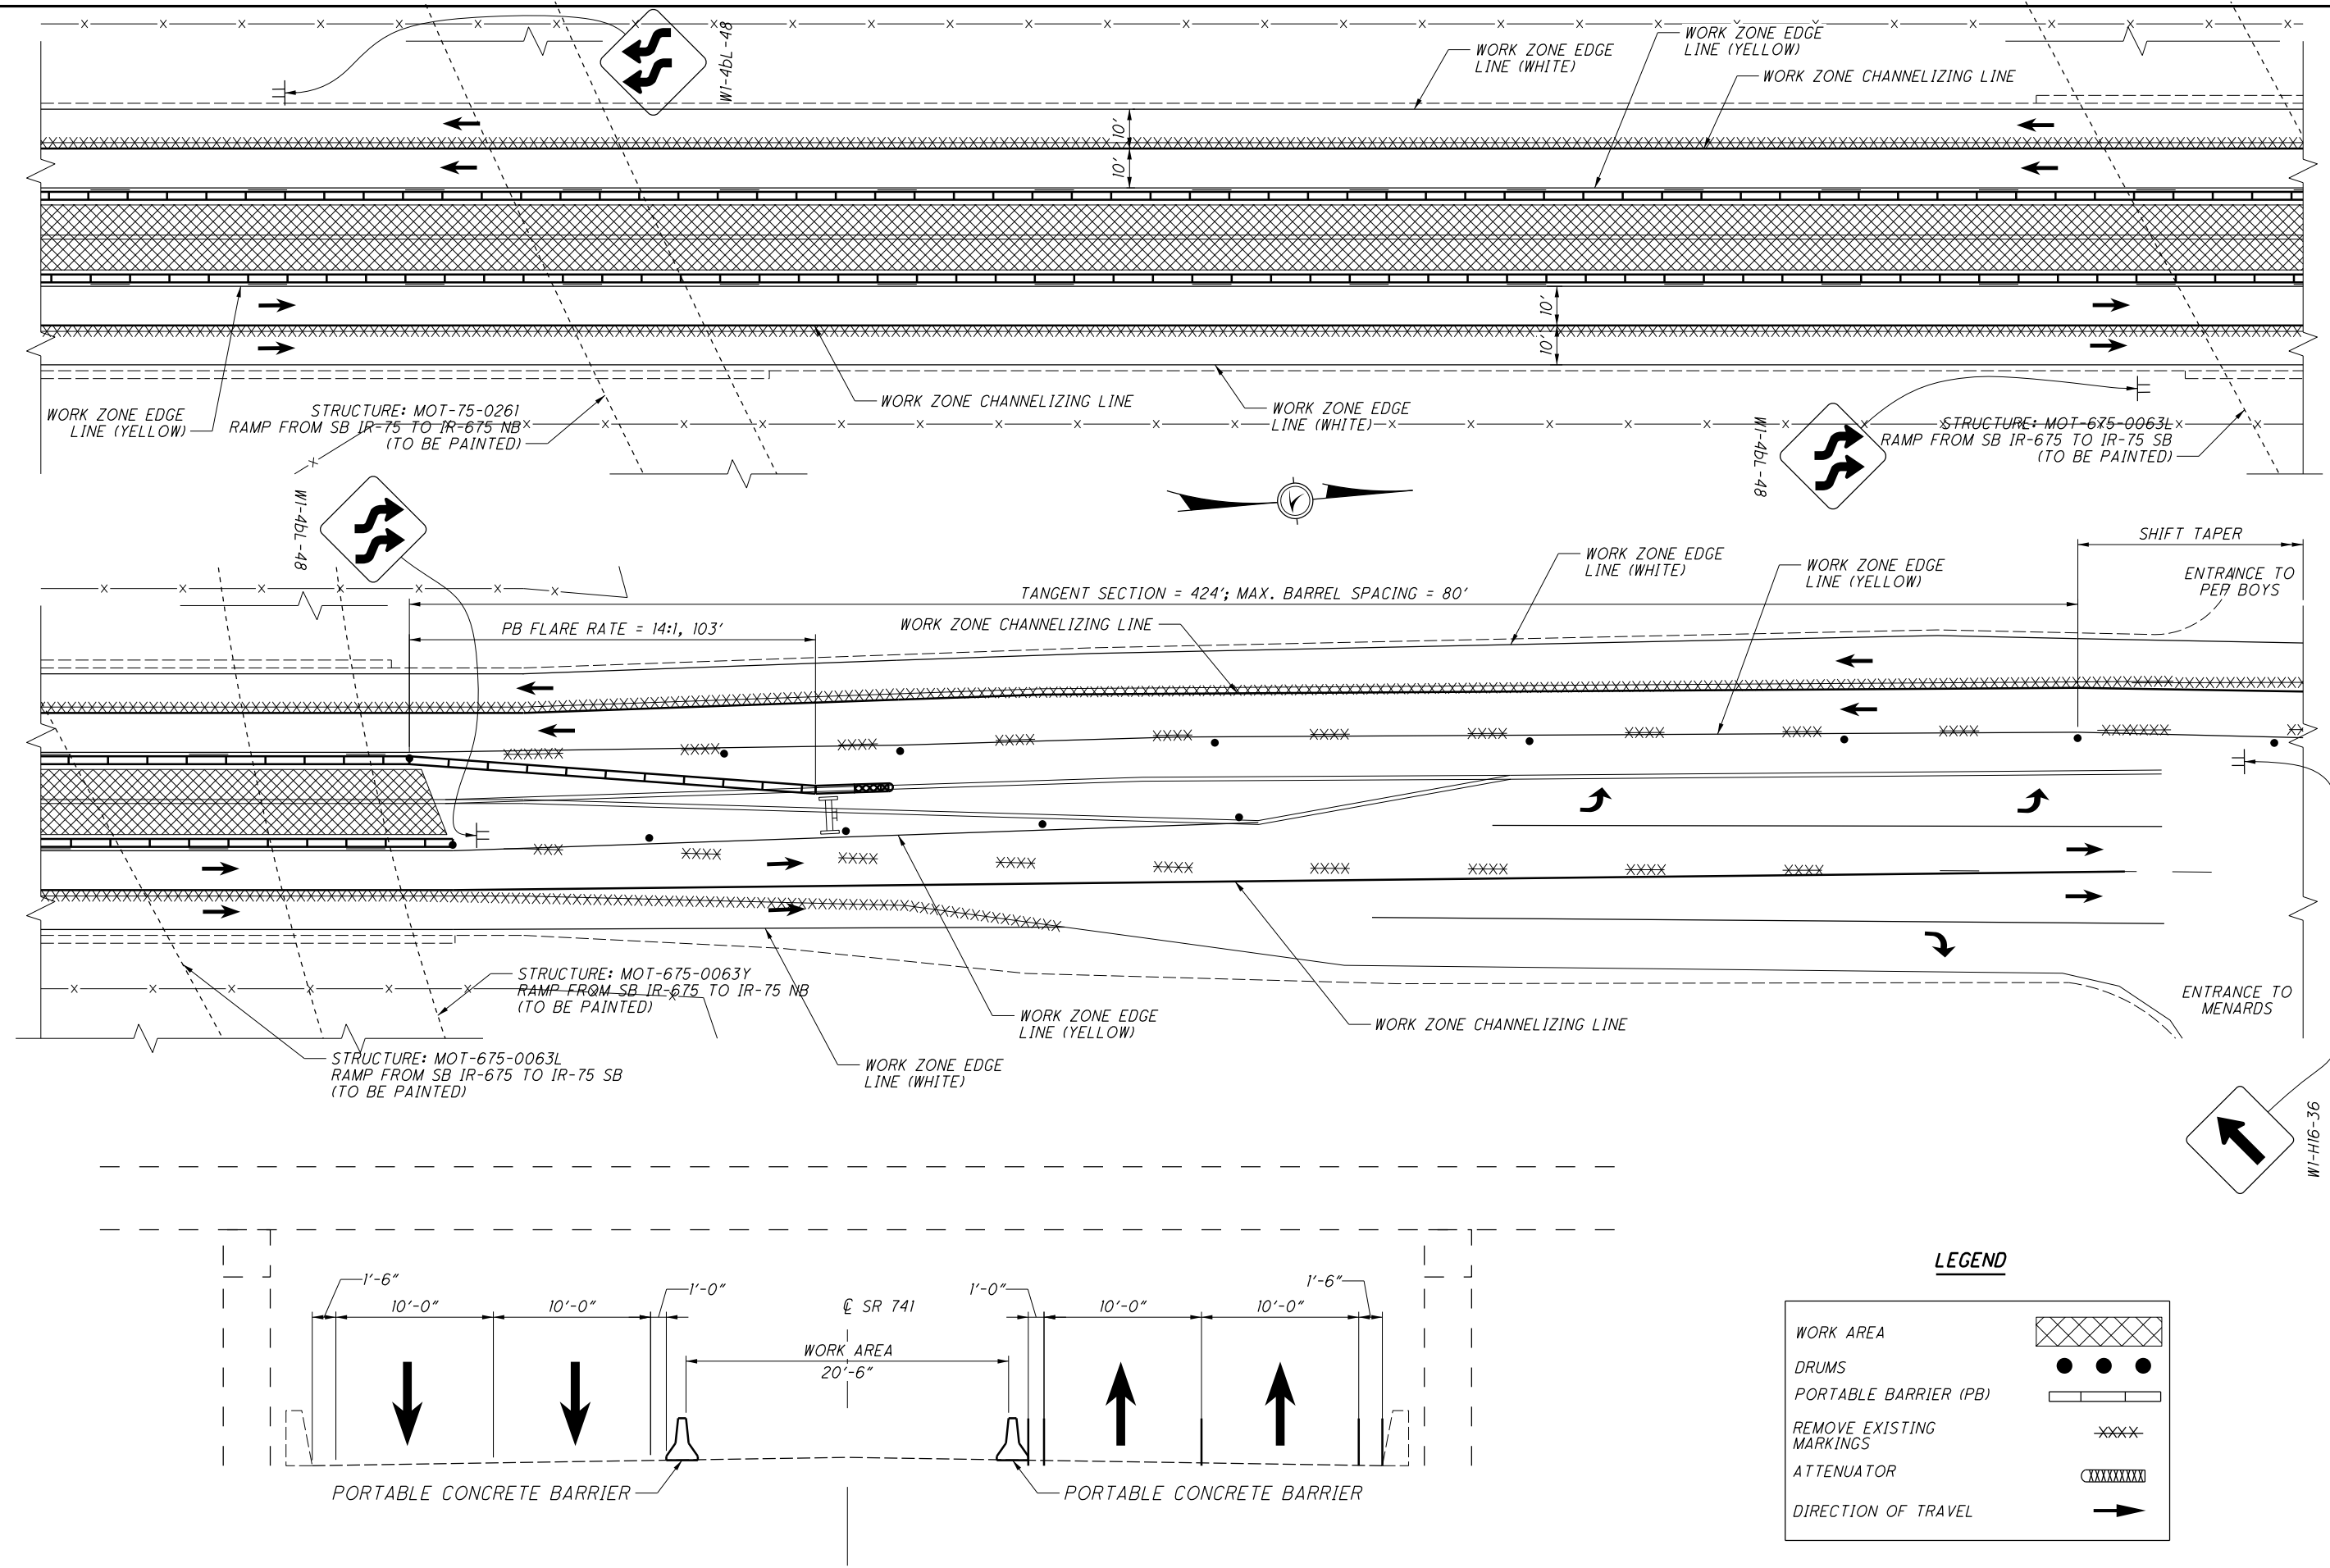 W1-4bL-48
WORK ZONE EDGE
LINE (WHITE)
WORK ZONE EDGE
LINE (YELLOW)
WORK ZONE CHANNELIZING LINE
10'
10'
10'
10'
WORK ZONE EDGE
LINE (YELLOW)
STRUCTURE: MOT-75-0261
RAMP FROM SB IR-75 TO IR-675 NB
(TO BE PAINTED)
WORK ZONE CHANNELIZING LINE
WORK ZONE EDGE
LINE (WHITE)
W1-4bL-48
STRUCTURE: MOT-675-0063L
RAMP FROM SB IR-675 TO IR-75 SB
(TO BE PAINTED)
W1-4bL-48
SHIFT TAPER
WORK ZONE EDGE
LINE (WHITE)
WORK ZONE EDGE
LINE (YELLOW)
ENTRANCE TO
PEP BOYS
TANGENT SECTION = 424'; MAX. BARREL SPACING = 80'
PB FLARE RATE = 14:1, 103'
WORK ZONE CHANNELIZING LINE
STRUCTURE: MOT-675-0063Y
RAMP FROM SB IR-675 TO IR-75 NB
(TO BE PAINTED)
WORK ZONE EDGE
LINE (YELLOW)
WORK ZONE CHANNELIZING LINE
ENTRANCE TO
MENARDS
STRUCTURE: MOT-675-0063L
RAMP FROM SB IR-675 TO IR-75 SB
(TO BE PAINTED)
WORK ZONE EDGE
LINE (WHITE)
W1-H16-36
LEGEND
1'-6"
10'-0"
10'-0"
1'-0"
℄ SR 741
1'-0"
10'-0"
10'-0"
1'-6"
WORK AREA
20'-6"
PORTABLE CONCRETE BARRIER
PORTABLE CONCRETE BARRIER
WORK AREA
DRUMS
PORTABLE BARRIER (PB)
REMOVE EXISTING
MARKINGS
ATTENUATOR
DIRECTION OF TRAVEL